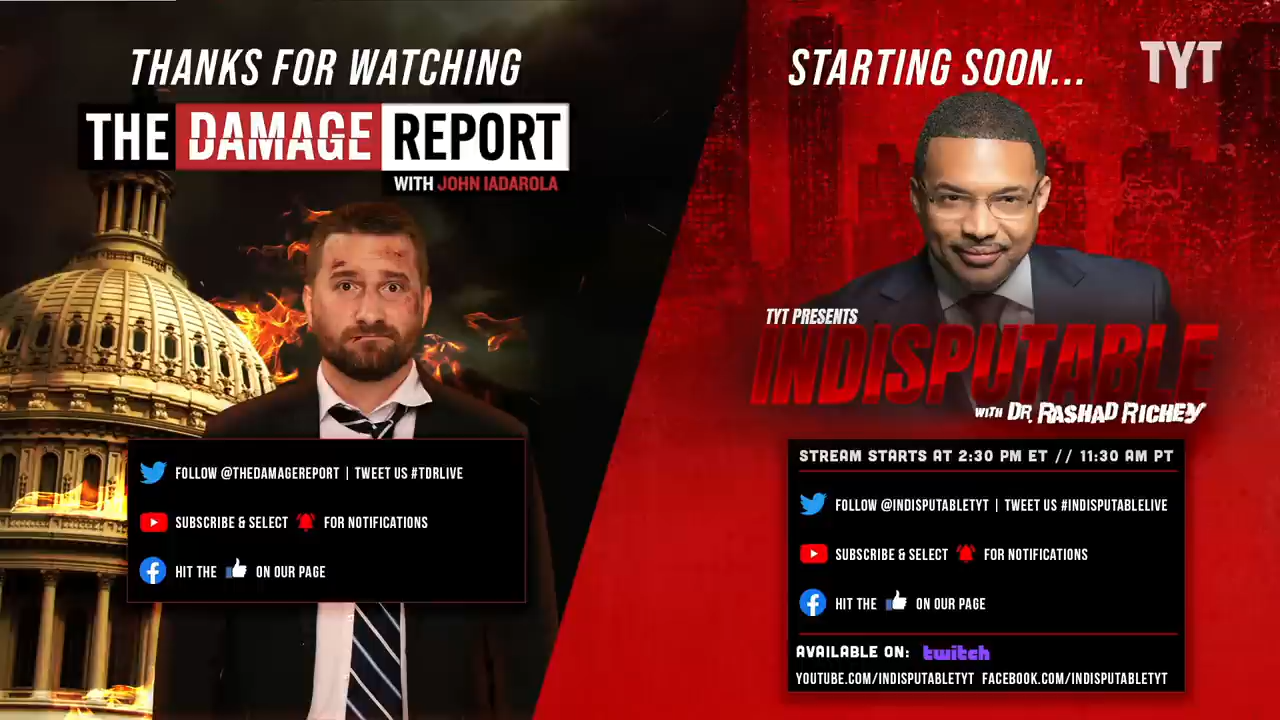 THANKS FOR WATCHING
THE DAMAGE REPORT
WITH JOHN IADAROLA
FOLLOW @THEDAMAGEREPORT | TWEET US #TDRLIVE
SUBSCRIBE & SELECT FOR NOTIFICATIONS
HIT THE ON OUR PAGE
STARTING SOON...
TYT
TYT PRESENTS
INDISPUTABLE
WITH DR. RASHAD RICHEY
STREAM STARTS AT 2:30 PM ET // 11:30 AM PT
FOLLOW @INDISPUTABLETYT | TWEET US #INDISPUTABLELIVE
SUBSCRIBE & SELECT FOR NOTIFICATIONS
HIT THE ON OUR PAGE
AVAILABLE ON: twitch
YOUTUBE.COM/INDISPUTABLETYT FACEBOOK.COM/INDISPUTABLETYT